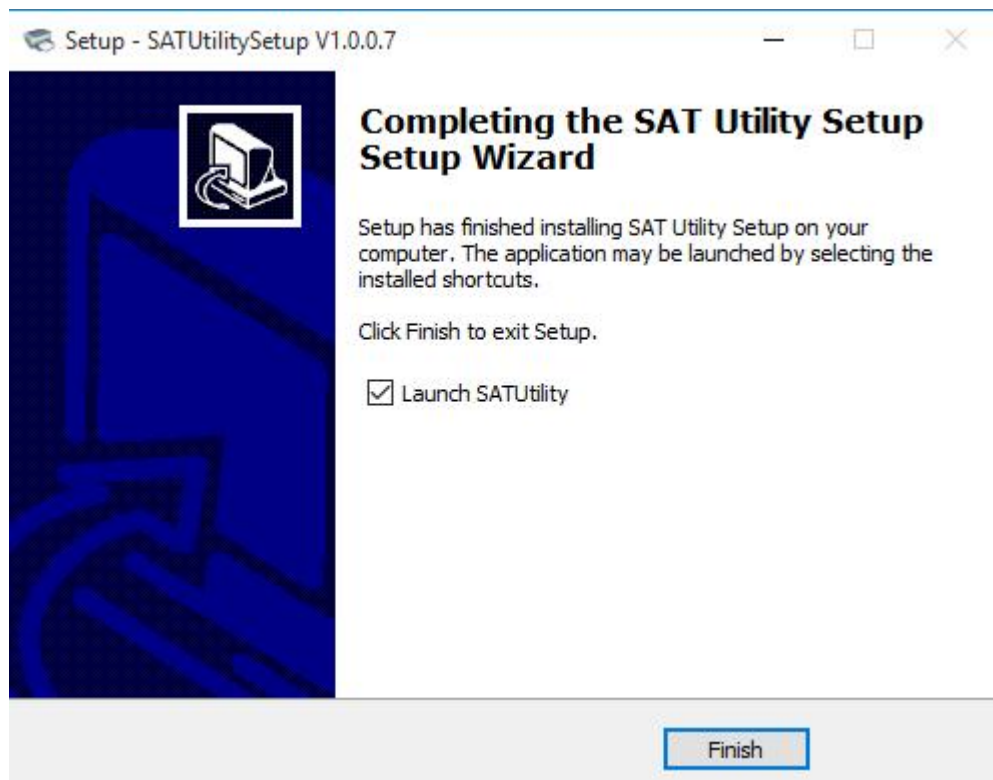 Setup - SATUtilitySetup V1.0.0.7
Completing the SAT Utility Setup
Setup Wizard
Setup has finished installing SAT Utility Setup on your
computer. The application may be launched by selecting the
installed shortcuts.
Click Finish to exit Setup.
Launch SATUtility
Finish